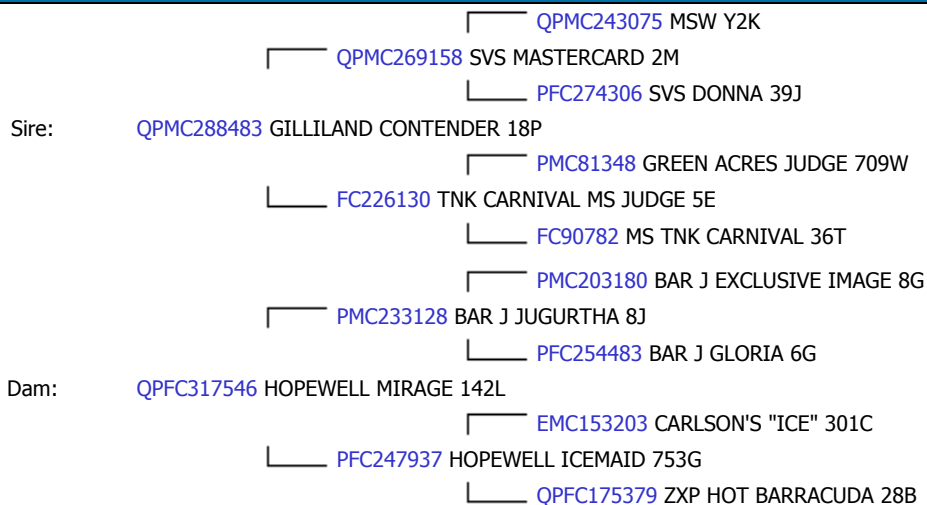 QPMC243075 MSW Y2K
QPMC269158 SVS MASTERCARD 2M
PFC274306 SVS DONNA 39J
Sire: QPMC288483 GILLILAND CONTENDER 18P
PMC81348 GREEN ACRES JUDGE 709W
FC226130 TNK CARNIVAL MS JUDGE 5E
FC90782 MS TNK CARNIVAL 36T
PMC203180 BAR J EXCLUSIVE IMAGE 8G
PMC233128 BAR J JUGURTHA 8J
PFC254483 BAR J GLORIA 6G
Dam: QPFC317546 HOPEWELL MIRAGE 142L
EMC153203 CARLSON'S "ICE" 301C
PFC247937 HOPEWELL ICEMAID 753G
QPFC175379 ZXP HOT BARRACUDA 28B